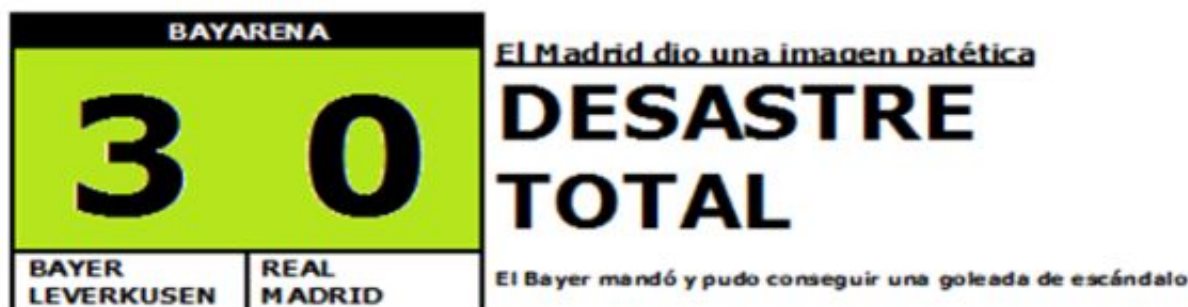 BAYARENA
3 0
BAYER
LEVERKUSEN
REAL
MADRID
El Madrid dio una imagen patética
DESASTRE
TOTAL
El Bayer mandó y pudo conseguir una goleada de escándalo